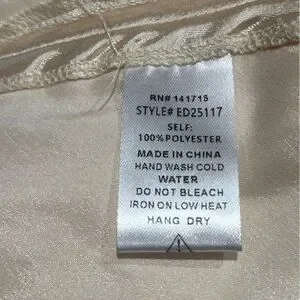 RN# 141715
STYLE# ED25117
SELF:
100% POLYESTER
MADE IN CHINA
HAND WASH COLD
WATER
DO NOT BLEACH
IRON ON LOW HEAT
HANG DRY